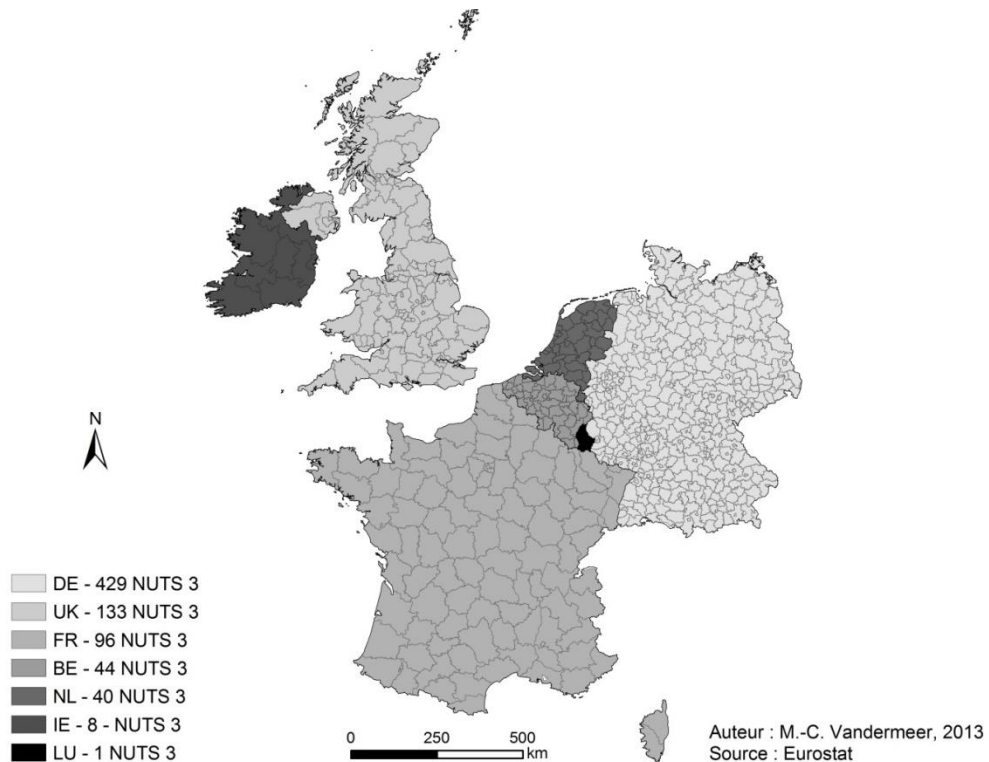 N
DE - 429 NUTS 3
UK - 133 NUTS 3
FR - 96 NUTS 3
BE - 44 NUTS 3
NL - 40 NUTS 3
IE - 8 - NUTS 3
LU - 1 NUTS 3
0 250 500
km
Auteur : M.-C. Vandermeer, 2013
Source : Eurostat